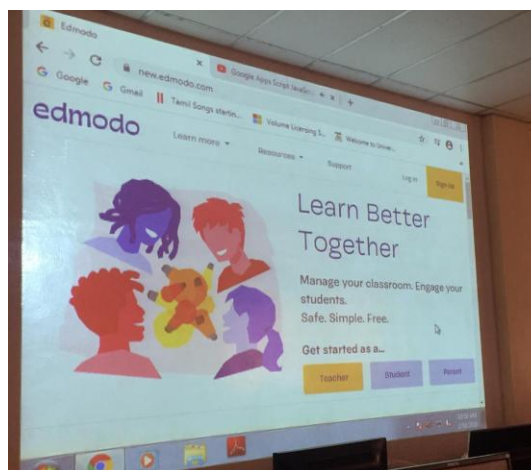 Edmodo
Google Apps Script JavaScri
new.edmodo.com
Google
Gmail
Tamil Songs startin...
Volume Licensing S...
Welcome to Univer...
edmodo
Learn more
Resources
Support
Log in
Sign Up
Learn Better
Together
Manage your classroom. Engage your
students.
Safe. Simple. Free.
Get started as a...
Teacher
Student
Parent